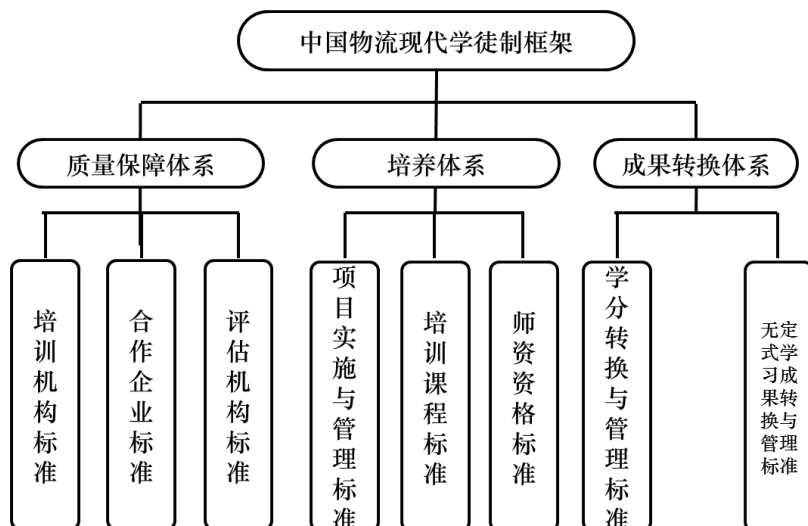 中国物流现代学徒制框架
质量保障体系
培养体系
成果转换体系
培训机构标准
合作企业标准
评估机构标准
项目实施与管理标准
培训课程标准
师资资格标准
学分转换与管理标准
无定
式学
习成
果转
换与
管理
标准